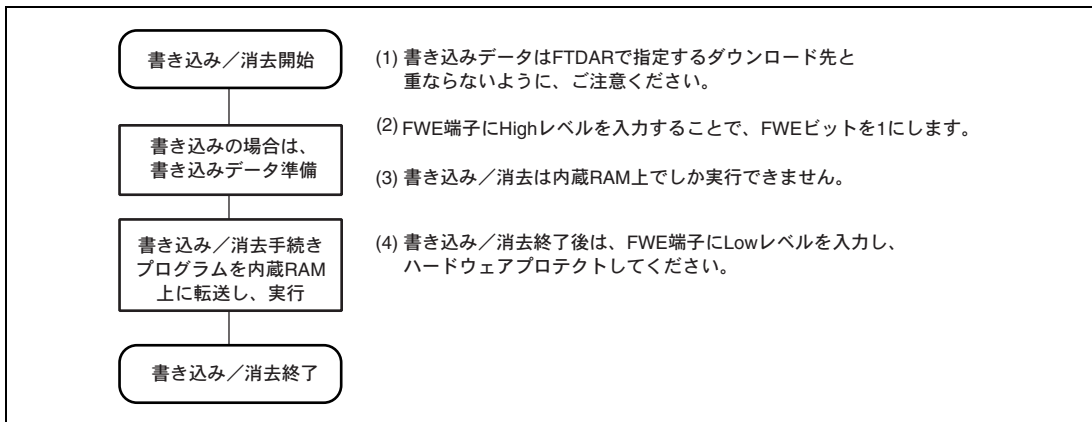 書き込み／消去開始
書き込みの場合は、
書き込みデータ準備
書き込み／消去手続き
プログラムを内蔵RAM
上に転送し、実行
書き込み／消去終了
(1) 書き込みデータはFTDARで指定するダウンロード先と
重ならないように、ご注意ください。
(2) FWE端子にHighレベルを入力することで、FWEビットを1にします。
(3) 書き込み／消去は内蔵RAM上でしか実行できません。
(4) 書き込み／消去終了後は、FWE端子にLowレベルを入力し、
ハードウェアプロテクトしてください。